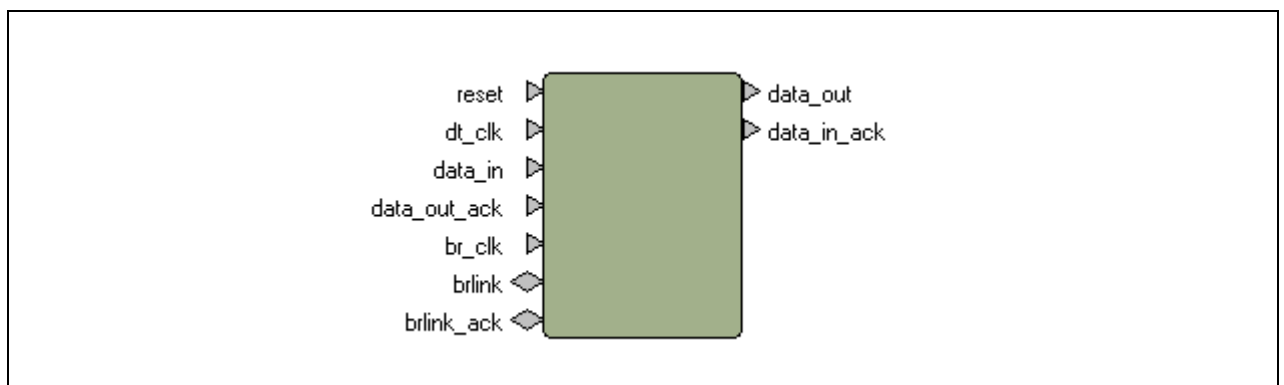 reset
dt_clk
data_in
data_out_ack
br_clk
brlink
brlink_ack
data_out
data_in_ack